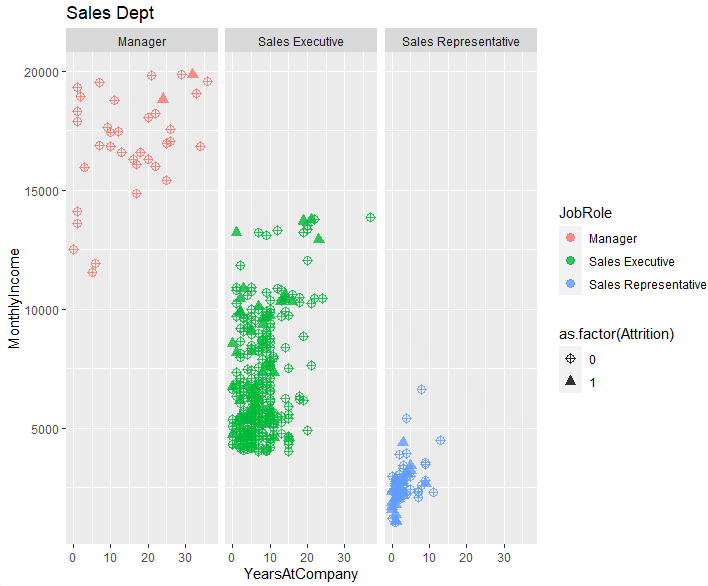 Sales Dept
Manager
Sales Executive
Sales Representative
20000
15000
10000
5000
MonthlyIncome
0 10 20 30
0 10 20 30
0 10 20 30
YearsAtCompany
JobRole
Manager
Sales Executive
Sales Representative
as.factor(Attrition)
0
1